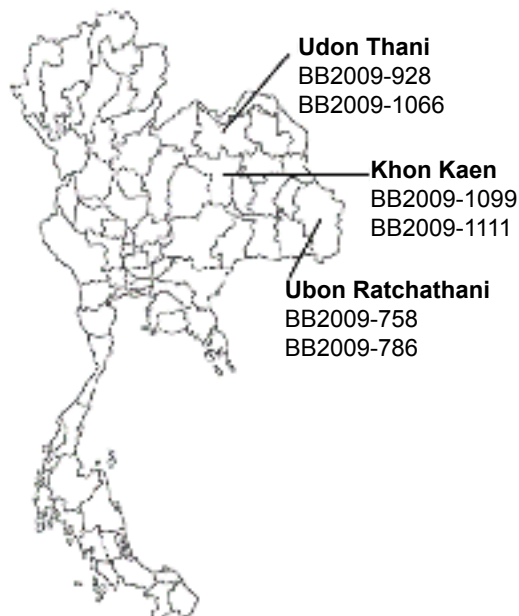 Udon Thani
BB2009-928
BB2009-1066
Khon Kaen
BB2009-1099
BB2009-1111
Ubon Ratchathani
BB2009-758
BB2009-786